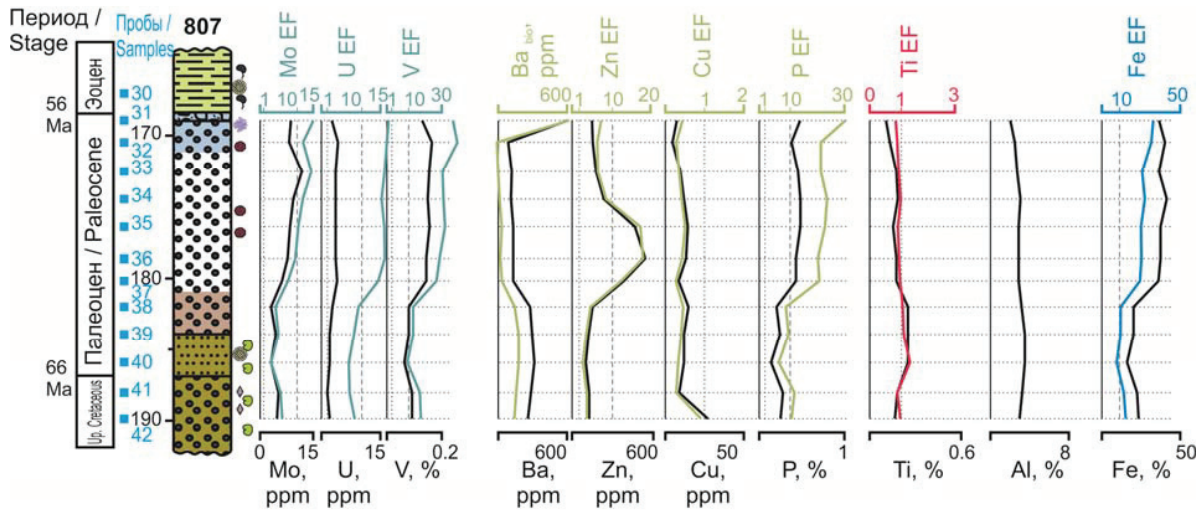 Период /
Stage
Пробы /
Samples
807
Mo EF
U EF
V EF
Ba bio, ppm
Zn EF
Cu EF
P EF
Ti EF
Fe EF
1 10 15
1 10 15
1 10 30
600
1 10 20
1 2
1 10 30
0 1 3
10 50
Эоцен
56
Ma
Палеоцен / Paleocene
66
Ma
Up. Cretaceous
30
31
170
32
33
34
35
36
180
37
38
39
40
41
190
42
0 15
15
0.2
600
600
50
1
0.6
8
50
Mo,
ppm
U,
ppm
V, %
Ba,
ppm
Zn,
ppm
Cu,
ppm
P, %
Ti, %
Al, %
Fe, %